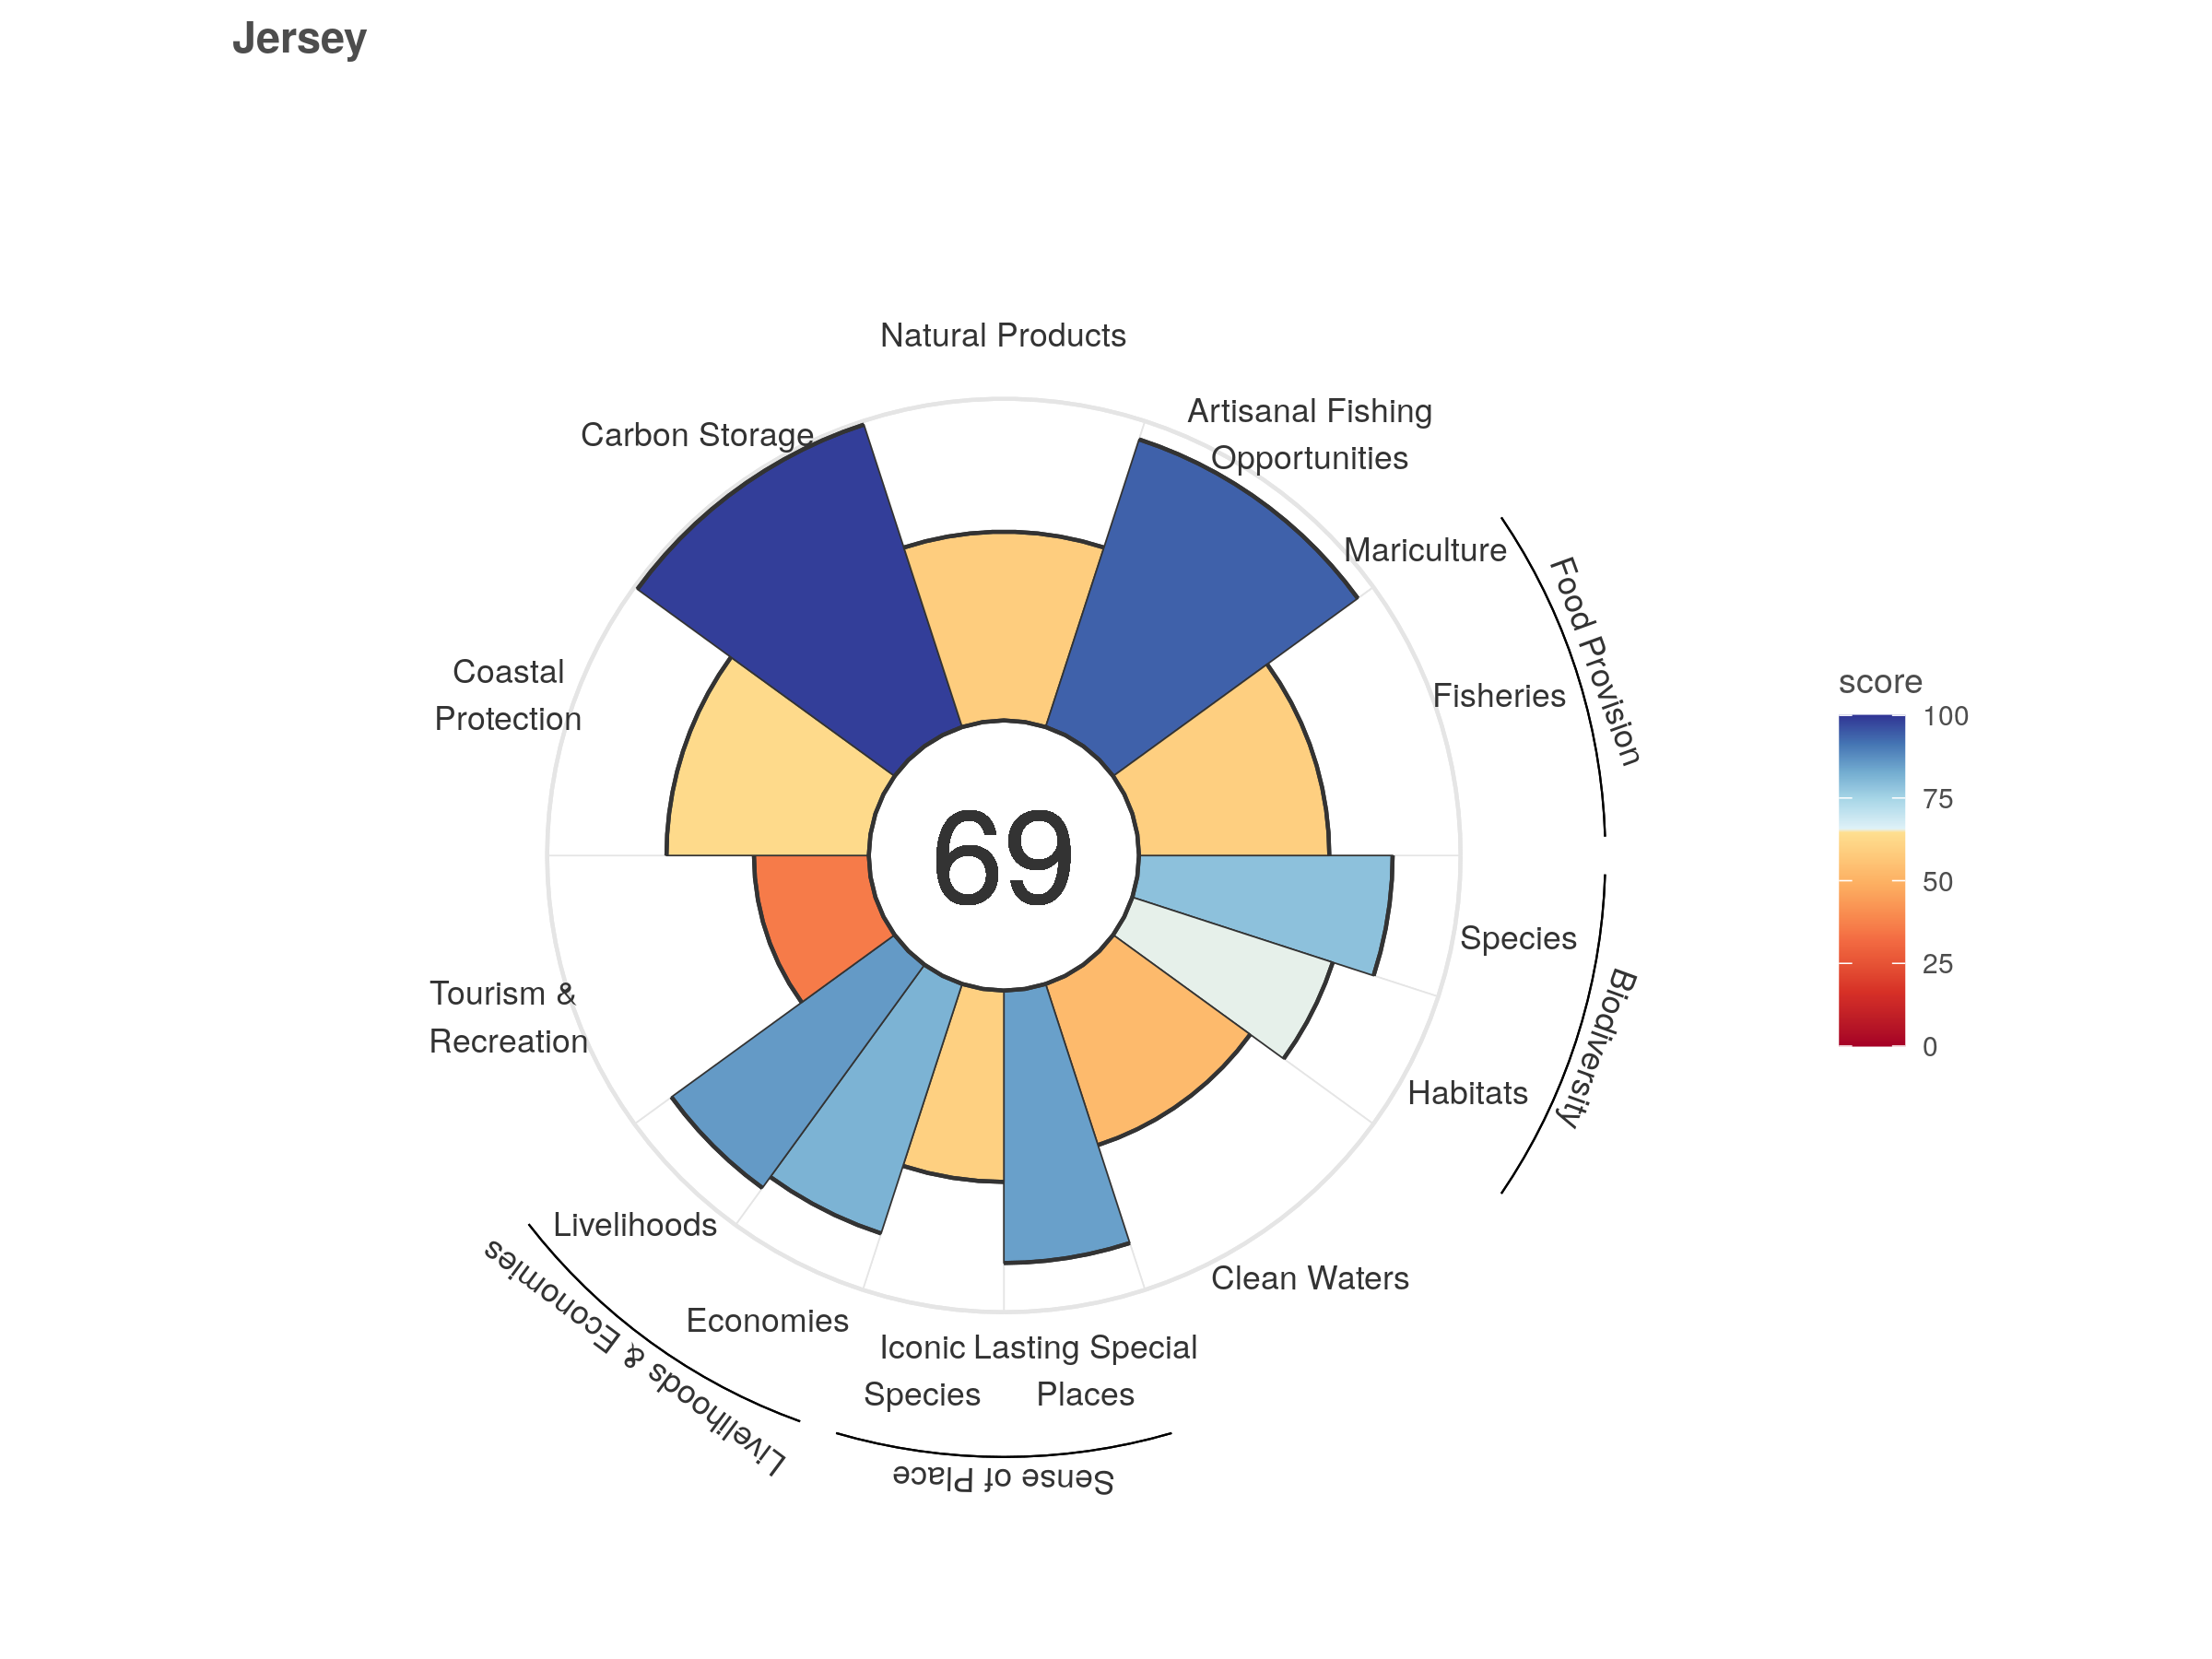 Jersey
Natural Products
Artisanal Fishing
Opportunities
Carbon Storage
Mariculture
Food Provision
Fisheries
Coastal
Protection
score
100
75
50
25
0
69
Species
Biodiversity
Habitats
Tourism &
Recreation
Livelihoods
Livelihoods & Economies
Economies
Clean Waters
Iconic
Species
Lasting Special
Places
Sense of Place